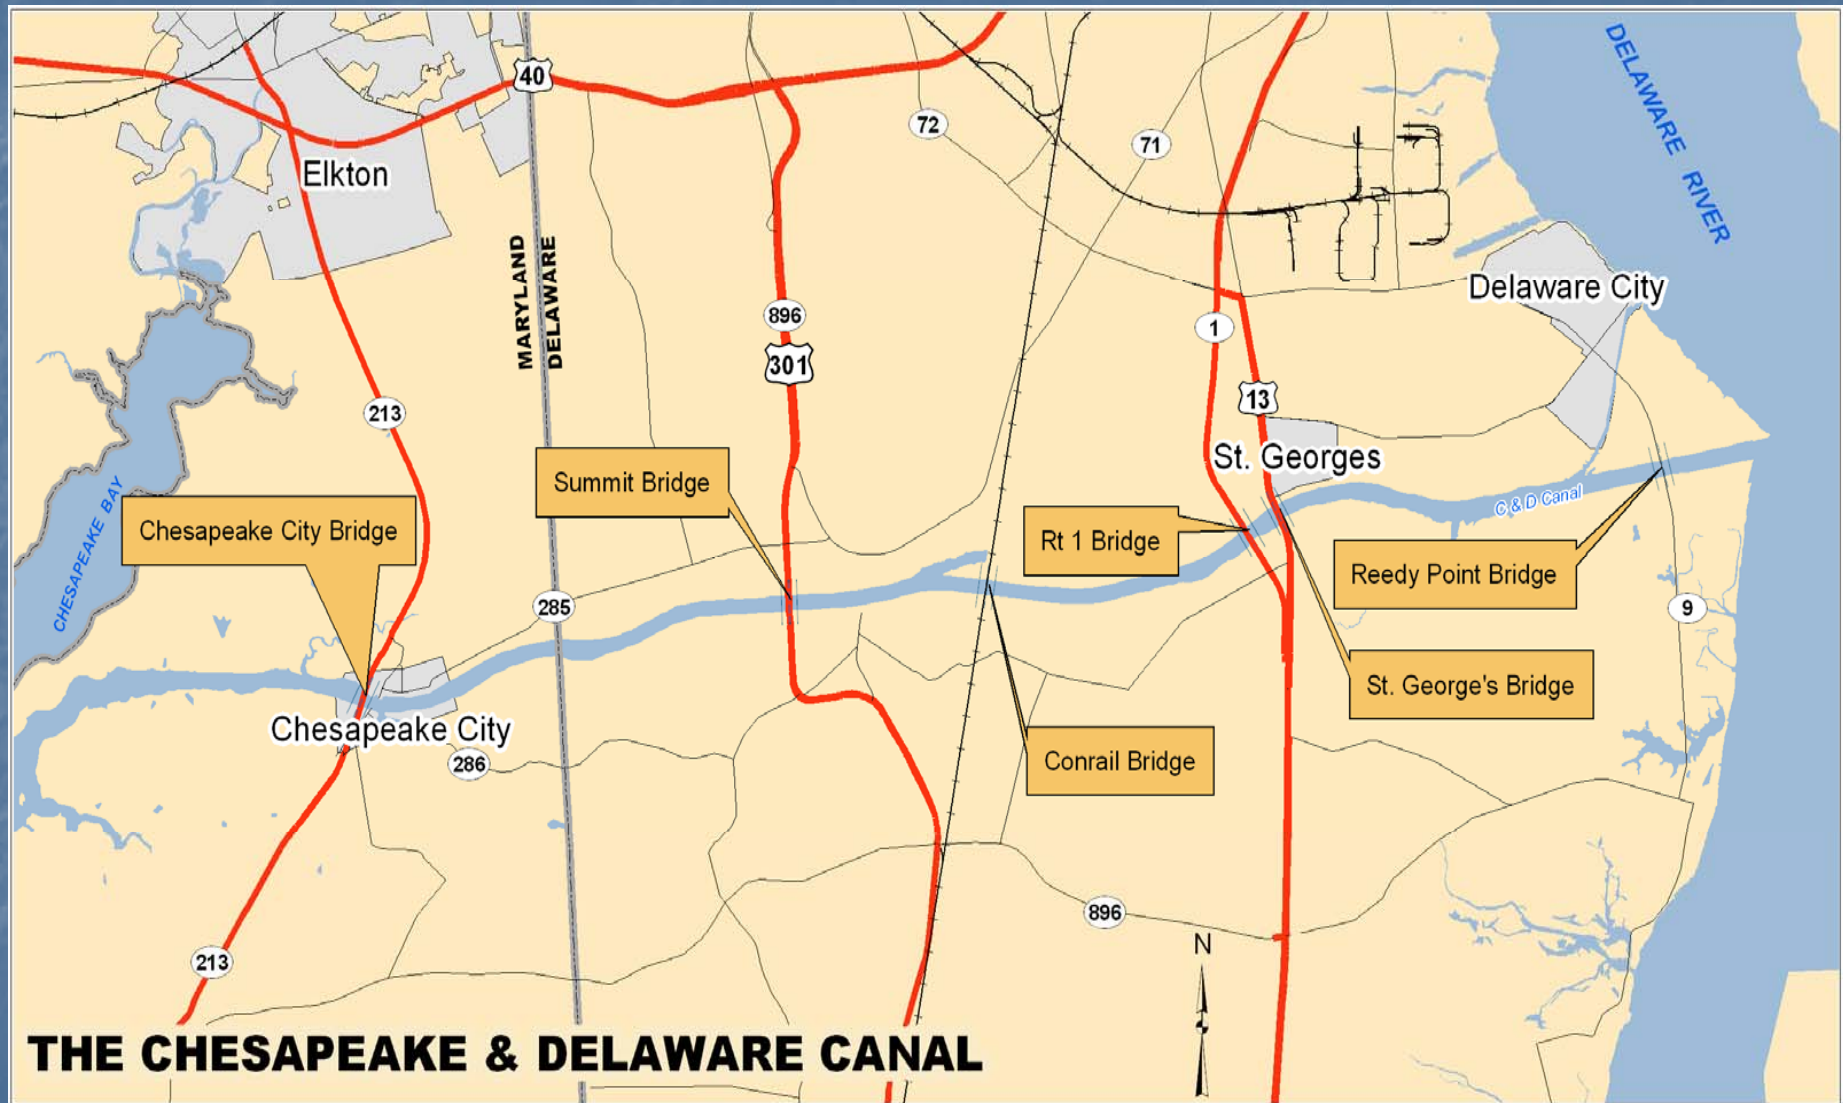 DELAWARE RIVER
40
72
71
Elkton
MARYLAND
DELAWARE
Delaware City
896
1
301
13
213
St. Georges
Summit Bridge
C & D Canal
CHESAPEAKE BAY
Chesapeake City Bridge
Rt 1 Bridge
Reedy Point Bridge
285
9
St. George's Bridge
Chesapeake City
286
Conrail Bridge
896
N
213
THE CHESAPEAKE & DELAWARE CANAL